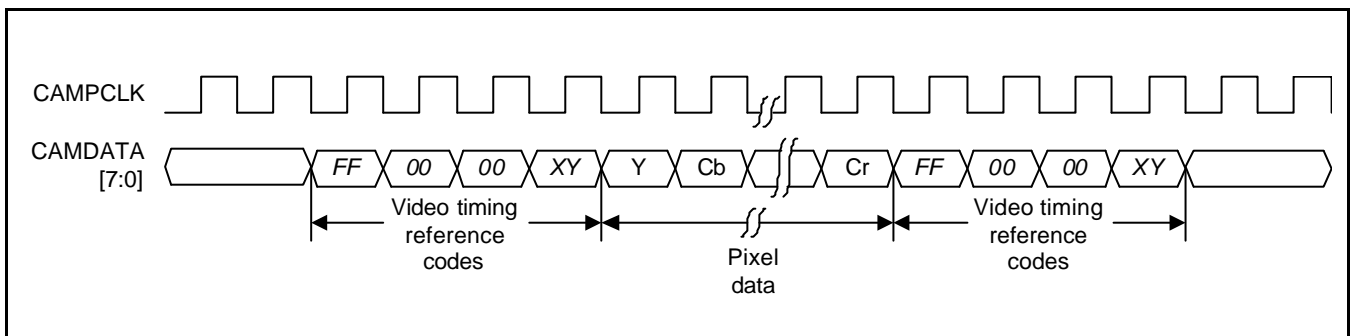 CAMPCLK
CAMDATA
[7:0]
FF 00 00 XY Y Cb Cr FF 00 00 XY
Video timing
reference
codes
Pixel
data
Video timing
reference
codes